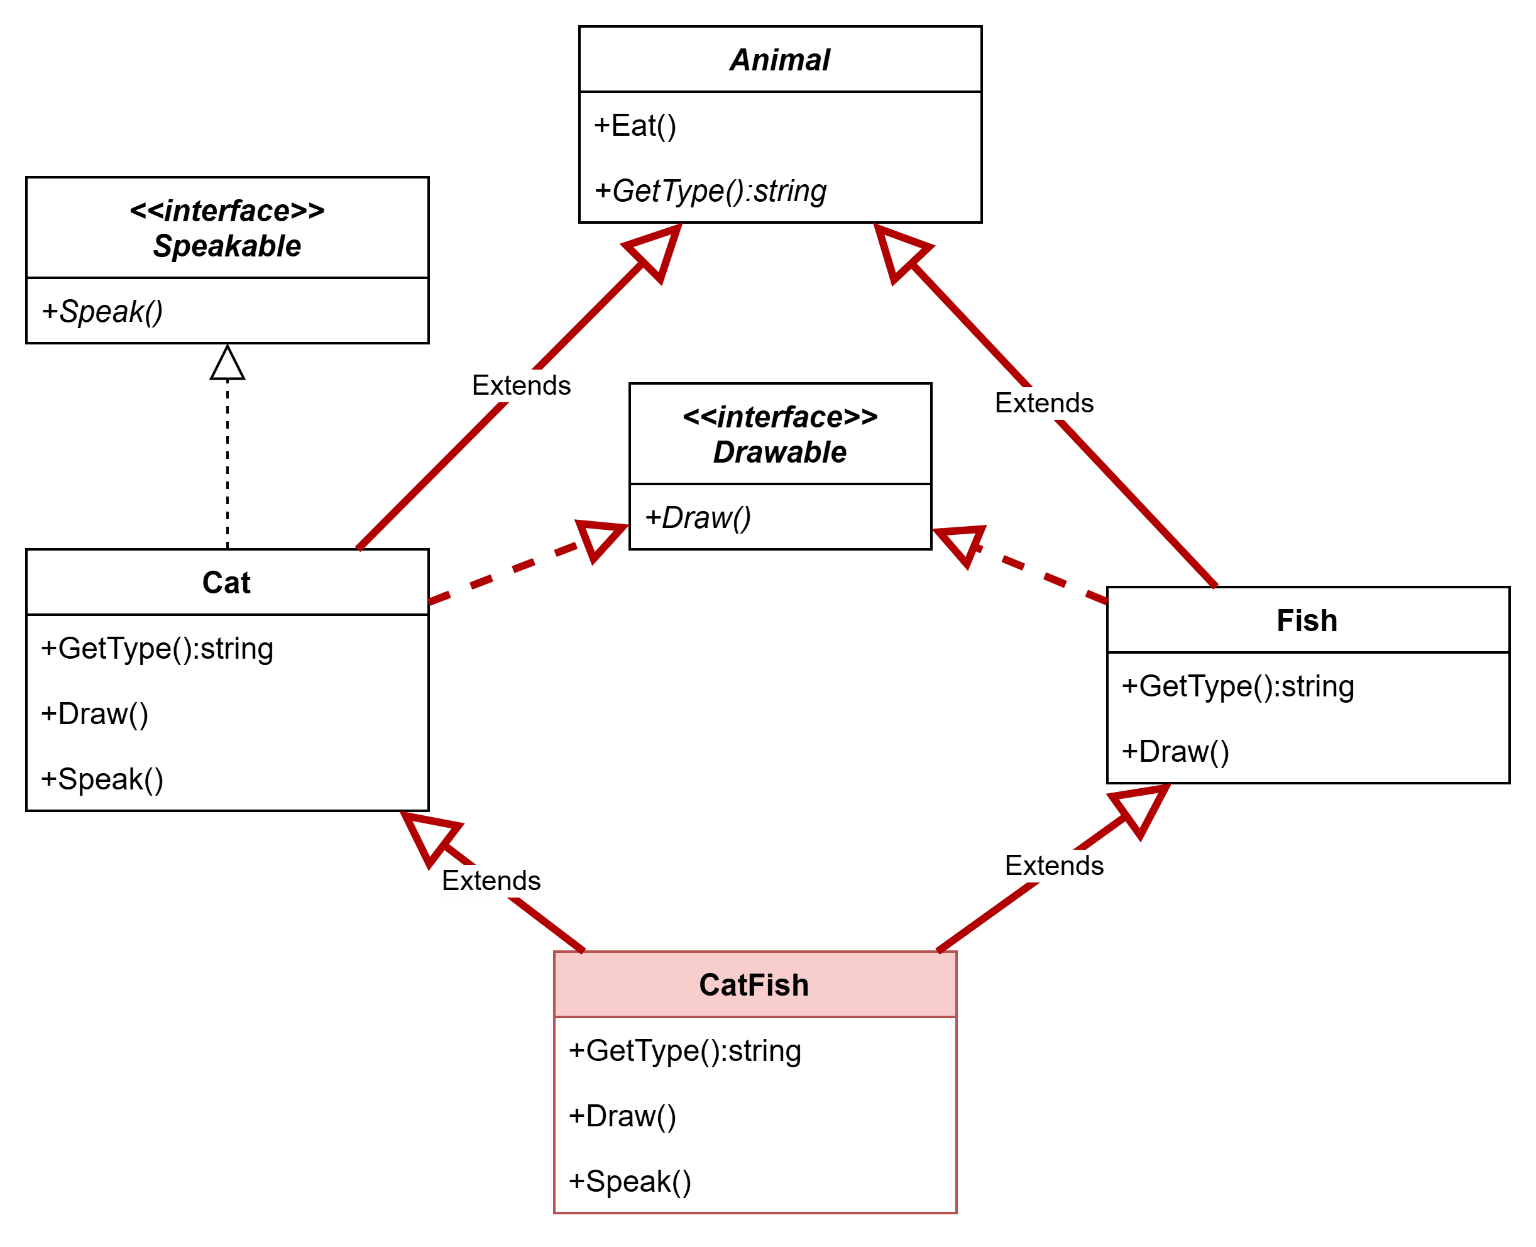 Animal
+Eat()
+GetType():string
<<interface>>
Speakable
+Speak()
Extends
Extends
<<interface>>
Drawable
+Draw()
Cat
+GetType():string
+Draw()
+Speak()
Fish
+GetType():string
+Draw()
Extends
Extends
CatFish
+GetType():string
+Draw()
+Speak()